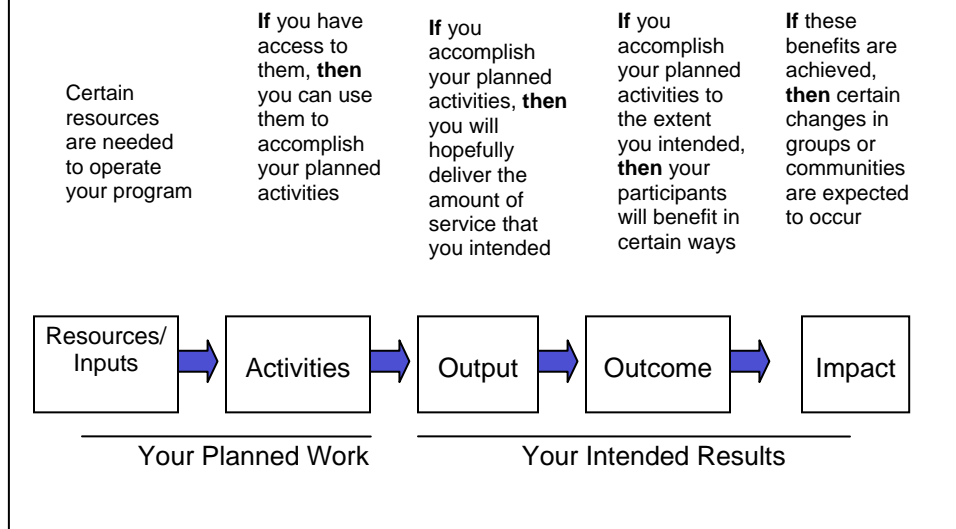 Certain
resources
are needed
to operate
your program
If you have
access to
them, then
you can use
them to
accomplish
your planned
activities
If you
accomplish
your planned
activities, then
you will
hopefully
deliver the
amount of
service that
you intended
If you
accomplish
your planned
activities to
the extent
you intended,
then your
participants
will benefit in
certain ways
If these
benefits are
achieved,
then certain
changes in
groups or
communities
are expected
to occur
Resources/
Inputs
Activities
Output
Outcome
Impact
Your Planned Work
Your Intended Results